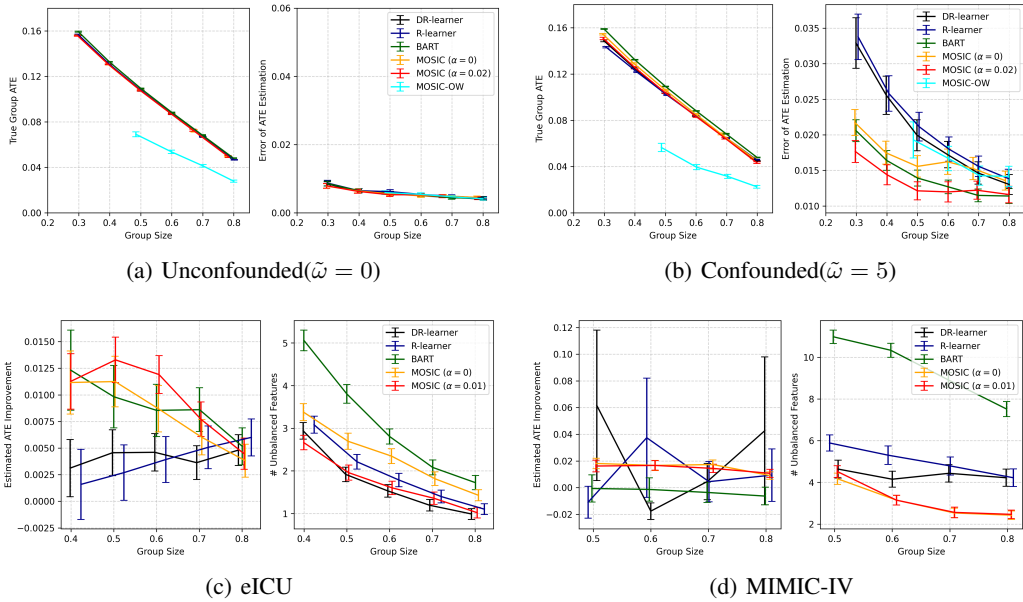 0.16
0.12
0.08
0.04
0.00
True Group ATE
0.3 0.4 0.5 0.6 0.7 0.8
Group Size
0.06
0.04
0.02
0.00
Error of ATE Estimation
0.3 0.4 0.5 0.6 0.7 0.8
Group Size
DR-learner
R-learner
BART
MOSIC (α = 0)
MOSIC (α = 0.02)
MOSIC-OW
(a) Unconfounded(ω̃ = 0)
0.16
0.12
0.08
0.04
0.00
True Group ATE
0.3 0.4 0.5 0.6 0.7 0.8
Group Size
0.035
0.030
0.025
0.020
0.015
0.010
Error of ATE Estimation
0.3 0.4 0.5 0.6 0.7 0.8
Group Size
DR-learner
R-learner
BART
MOSIC (α = 0)
MOSIC (α = 0.02)
MOSIC-OW
(b) Confounded(ω̃ = 5)
0.0150
0.0125
0.0100
0.0075
0.0050
0.0025
0.0000
−0.0025
Estimated ATE Improvement
0.4 0.5 0.6 0.7 0.8
Group Size
5
4
3
2
1
# Unbalanced Features
0.4 0.5 0.6 0.7 0.8
Group Size
DR-learner
R-learner
BART
MOSIC (α = 0)
MOSIC (α = 0.01)
(c) eICU
0.12
0.10
0.08
0.06
0.04
0.02
0.00
−0.02
Estimated ATE Improvement
0.5 0.6 0.7 0.8
Group Size
10
8
6
4
2
# Unbalanced Features
0.5 0.6 0.7 0.8
Group Size
DR-learner
R-learner
BART
MOSIC (α = 0)
MOSIC (α = 0.01)
(d) MIMIC-IV